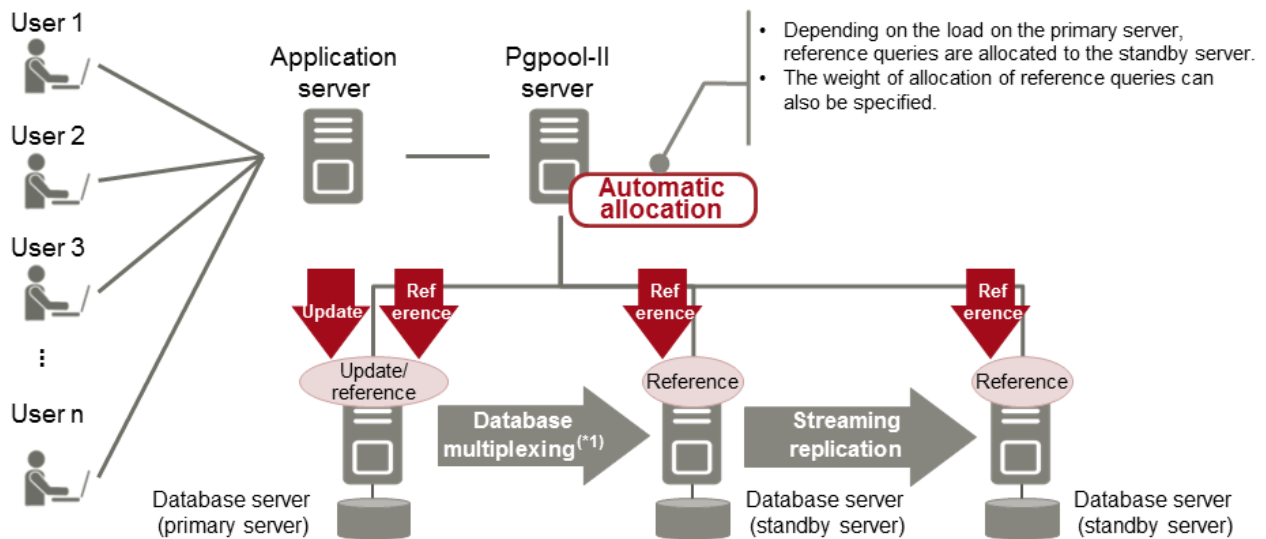 User 1
User 2
User 3
...
User n
Application
server
Pgpool-II
server
• Depending on the load on the primary server,
reference queries are allocated to the standby server.
• The weight of allocation of reference queries can
also be specified.
Automatic
allocation
Update
Ref
erence
Ref
erence
Ref
erence
Update/
reference
Reference
Reference
Database
multiplexing(*1)
Streaming
replication
Database server
(primary server)
Database server
(standby server)
Database server
(standby server)